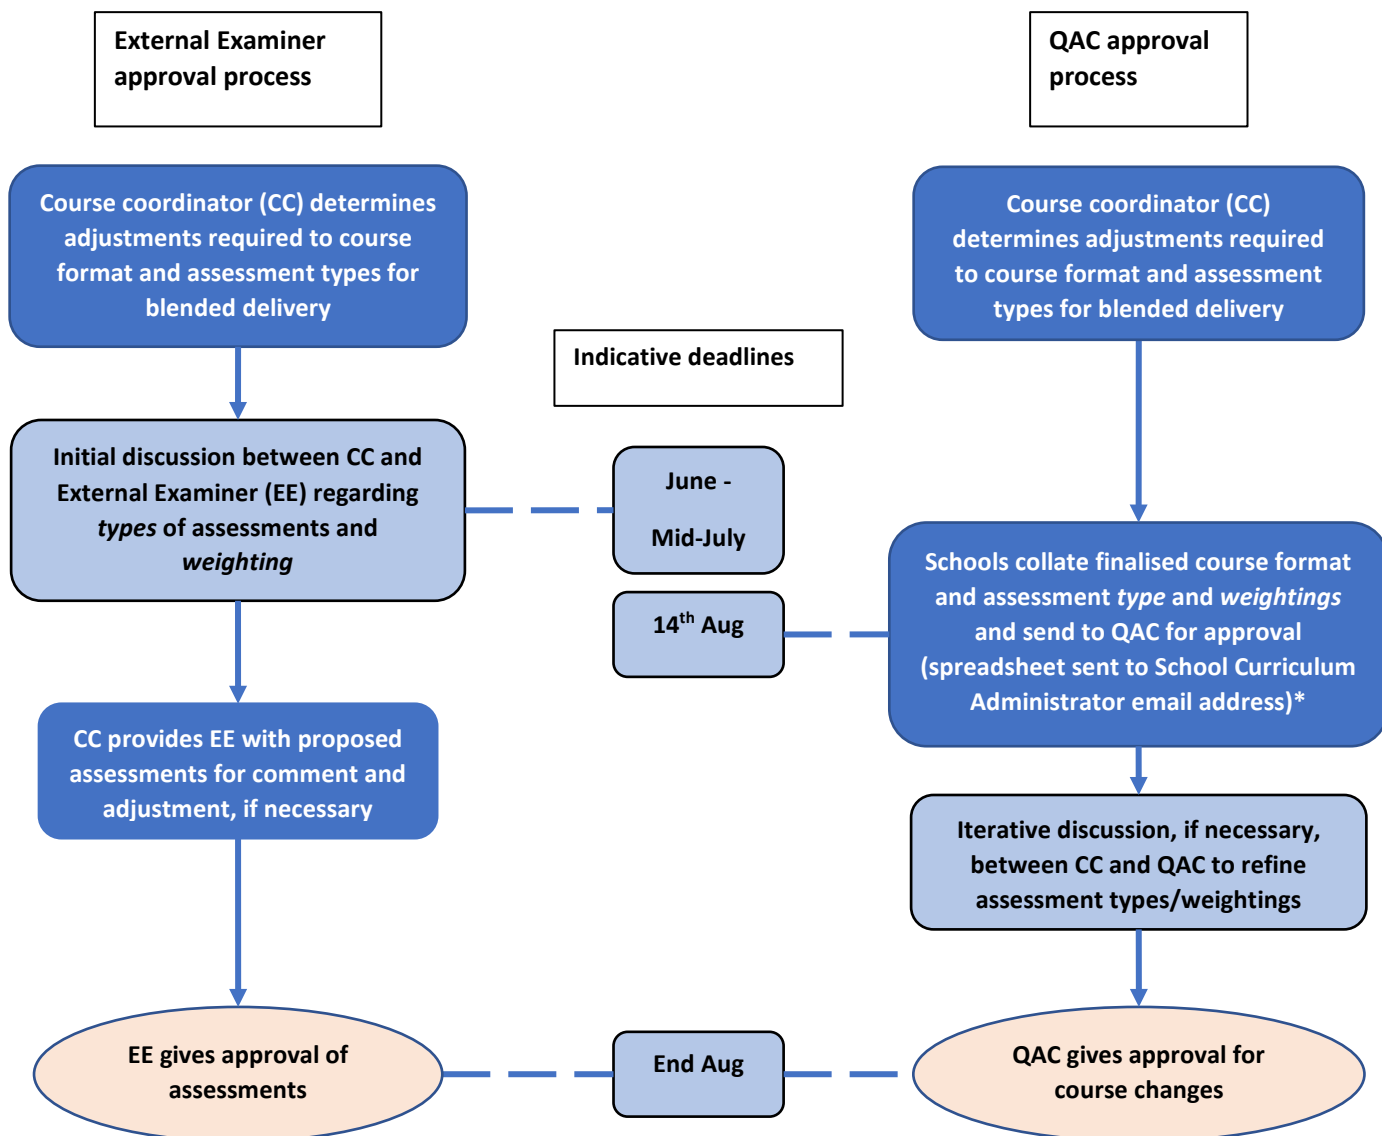 External Examiner
approval process
QAC approval
process
Course coordinator (CC) determines
adjustments required to course
format and assessment types for
blended delivery
Course coordinator (CC)
determines adjustments required
to course format and assessment
types for blended delivery
Indicative deadlines
Initial discussion between CC and
External Examiner (EE) regarding
types of assessments and
weighting
June -
Mid-July
14th Aug
Schools collate finalised course format
and assessment type and weightings
and send to QAC for approval
(spreadsheet sent to School Curriculum
Administrator email address)*
CC provides EE with proposed
assessments for comment and
adjustment, if necessary
Iterative discussion, if necessary,
between CC and QAC to refine
assessment types/weightings
EE gives approval of
assessments
End Aug
QAC gives approval for
course changes